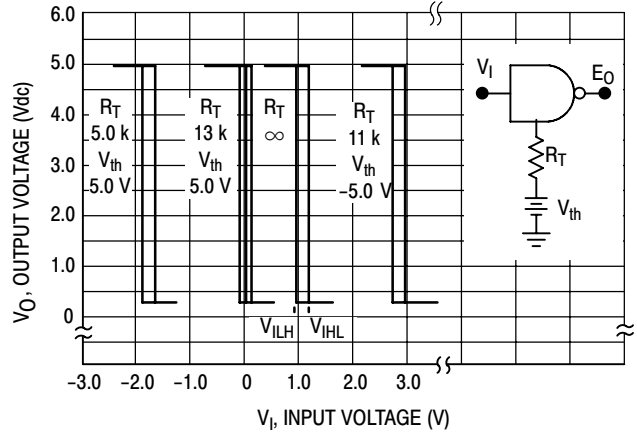 6.0
5.0
4.0
3.0
2.0
1.0
0
V_O, OUTPUT VOLTAGE (Vdc)
R_T
5.0 k
V_th
5.0 V
R_T
13 k
V_th
5.0 V
R_T
∞
R_T
11 k
V_th
−5.0 V
V_I
E_O
R_T
V_th
V_ILH
V_IHL
−3.0
−2.0
−1.0
0
1.0
2.0
3.0
V_I, INPUT VOLTAGE (V)